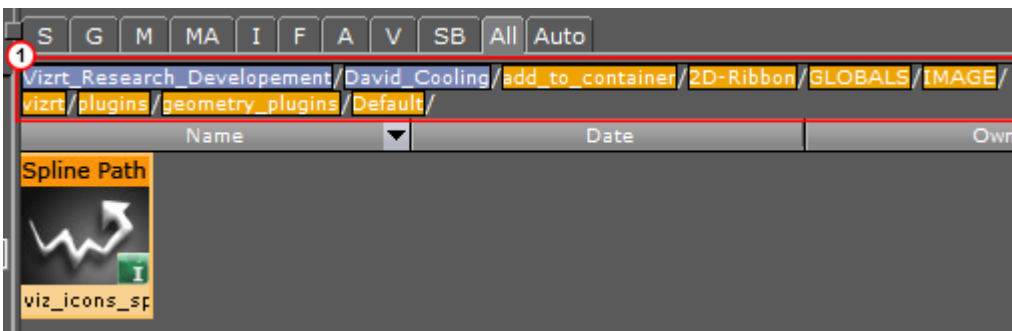 S G M MA I F A V SB All Auto
1
Vizrt_Research_Developement/David_Cooling/add_to_container/2D-Ribbon/GLOBALS/IMAGE/
vizrt/plugins/geometry_plugins/Default/
Name Date Own
Spline Path
I
viz_icons_sp